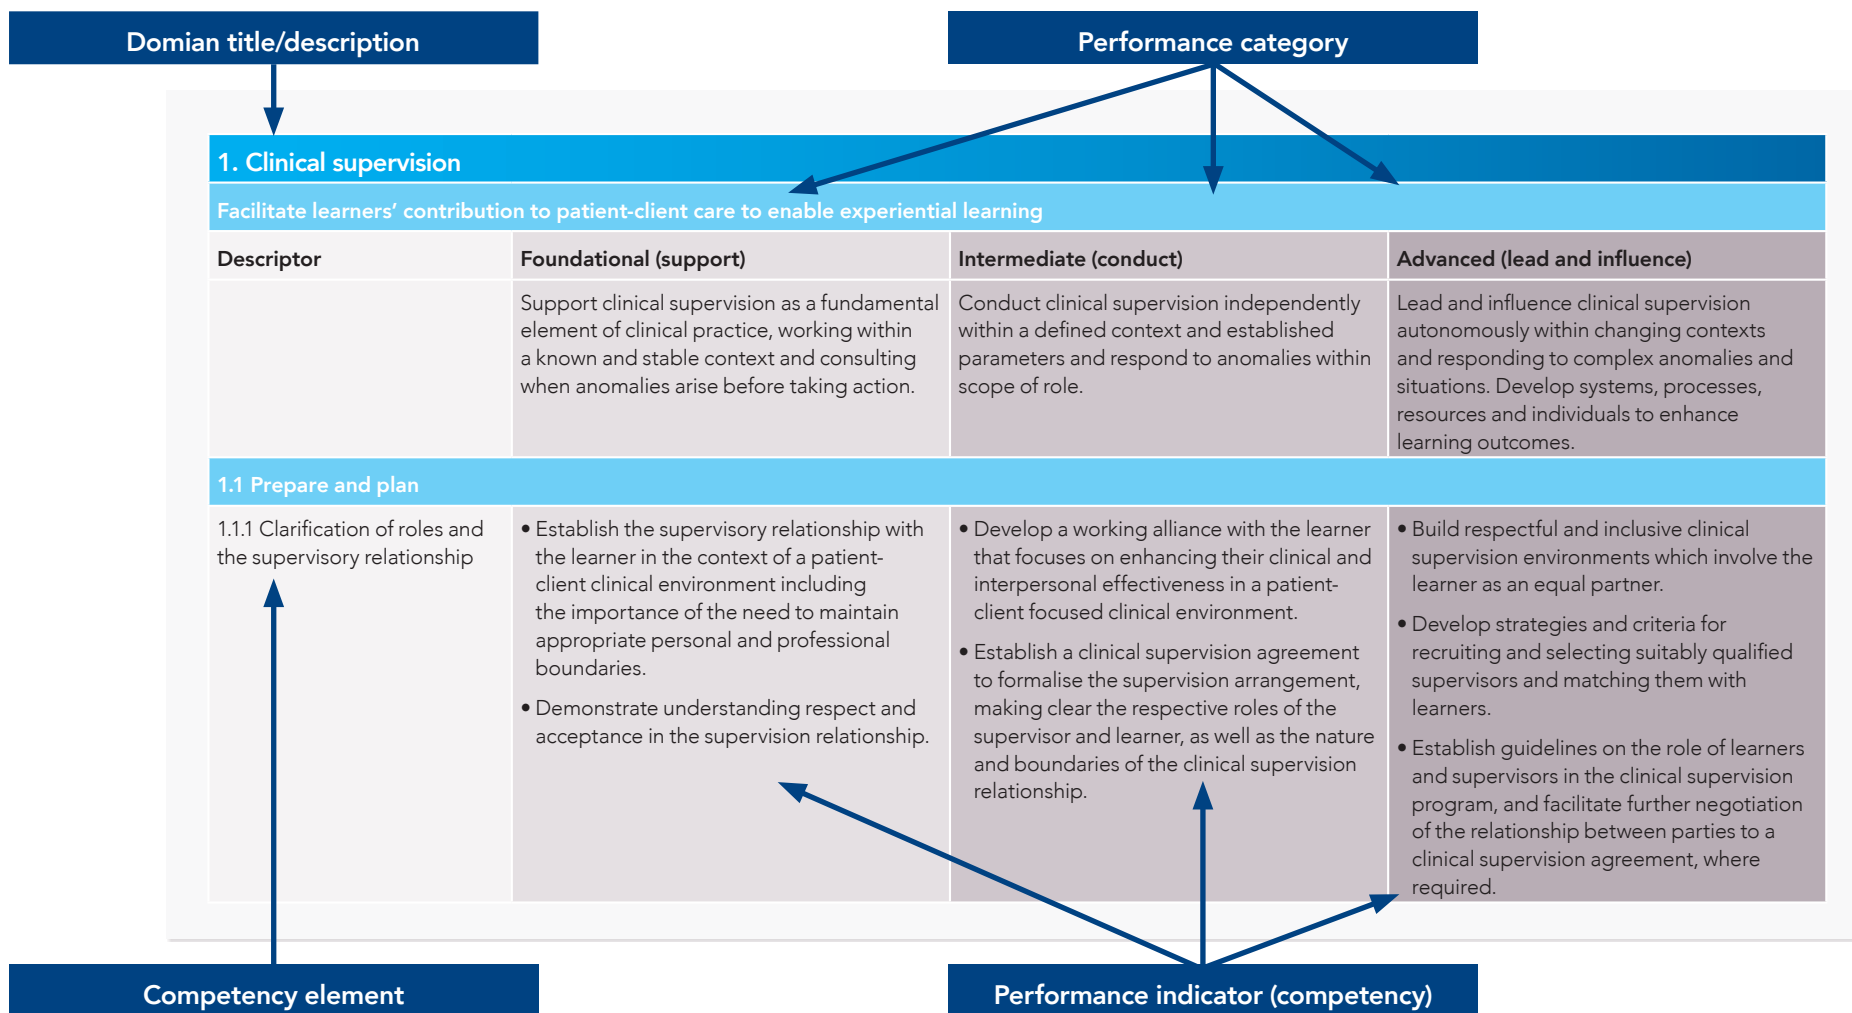 Domian title/description
Performance category
1. Clinical supervision
Facilitate learners’ contribution to patient-client care to enable experiential learning
Descriptor
Foundational (support)
Intermediate (conduct)
Advanced (lead and influence)
Support clinical supervision as a fundamental
element of clinical practice, working within
a known and stable context and consulting
when anomalies arise before taking action.
Conduct clinical supervision independently
within a defined context and established
parameters and respond to anomalies within
scope of role.
Lead and influence clinical supervision
autonomously within changing contexts
and responding to complex anomalies and
situations. Develop systems, processes,
resources and individuals to enhance
learning outcomes.
1.1 Prepare and plan
1.1.1 Clarification of roles and
the supervisory relationship
• Establish the supervisory relationship with
the learner in the context of a patient-
client clinical environment including
the importance of the need to maintain
appropriate personal and professional
boundaries.
• Demonstrate understanding respect and
acceptance in the supervision relationship.
• Develop a working alliance with the learner
that focuses on enhancing their clinical and
interpersonal effectiveness in a patient-
client focused clinical environment.
• Establish a clinical supervision agreement
to formalise the supervision arrangement,
making clear the respective roles of the
supervisor and learner, as well as the nature
and boundaries of the clinical supervision
relationship.
• Build respectful and inclusive clinical
supervision environments which involve the
learner as an equal partner.
• Develop strategies and criteria for
recruiting and selecting suitably qualified
supervisors and matching them with
learners.
• Establish guidelines on the role of learners
and supervisors in the clinical supervision
program, and facilitate further negotiation
of the relationship between parties to a
clinical supervision agreement, where
required.
Competency element
Performance indicator (competency)